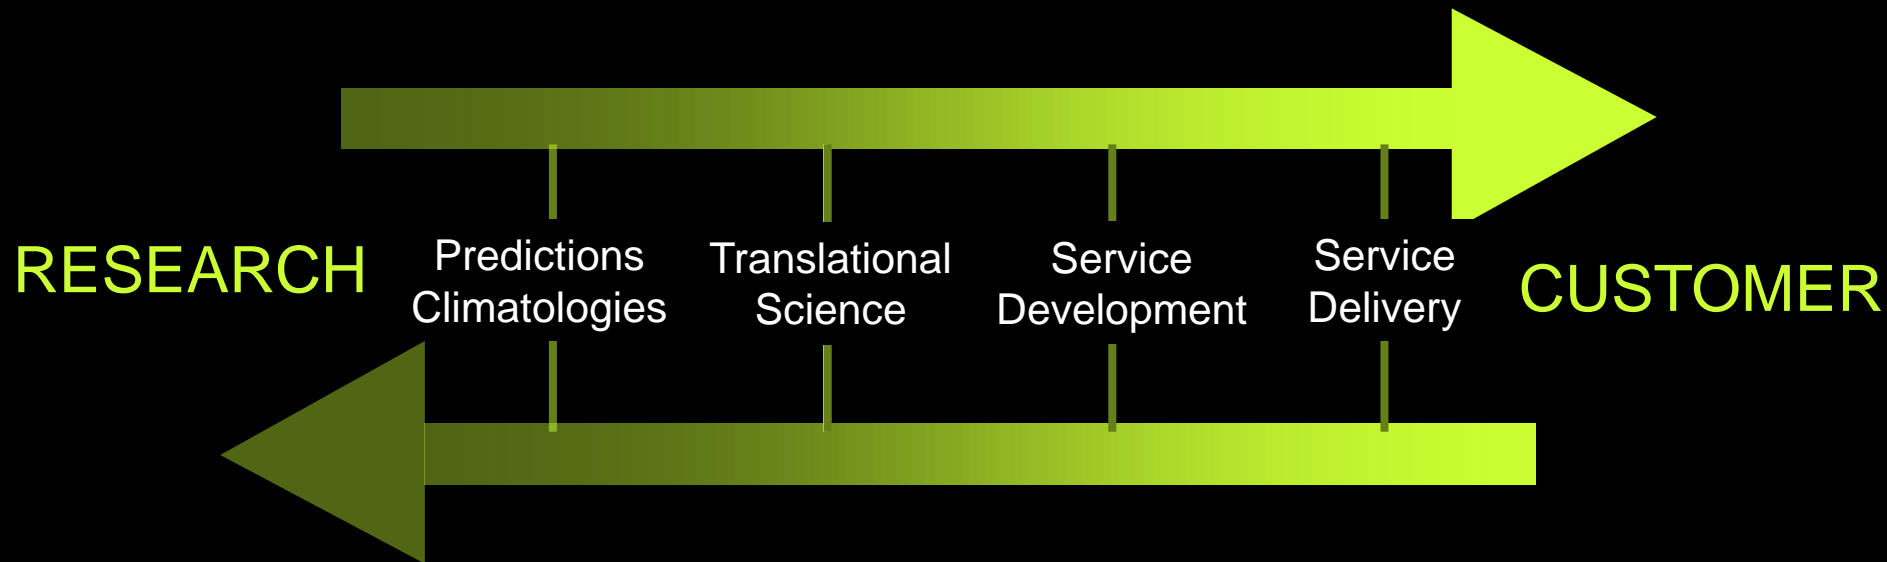 RESEARCH
Predictions
Climatologies
Translational
Science
Service
Development
Service
Delivery
CUSTOMER